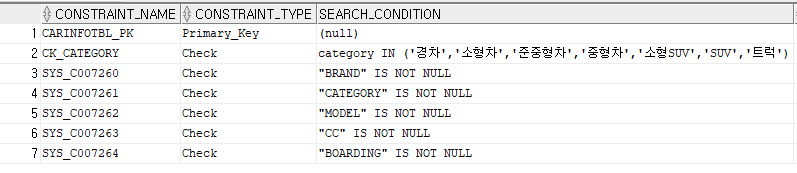 CONSTRAINT_NAME CONSTRAINT_TYPE SEARCH_CONDITION
1 CARINFOTBL_PK Primary_Key (null)
2 CK_CATEGORY Check category IN ('경차','소형차','준중형차','중형차','소형SUV','SUV','트럭')
3 SYS_C007260 Check "BRAND" IS NOT NULL
4 SYS_C007261 Check "CATEGORY" IS NOT NULL
5 SYS_C007262 Check "MODEL" IS NOT NULL
6 SYS_C007263 Check "CC" IS NOT NULL
7 SYS_C007264 Check "BOARDING" IS NOT NULL